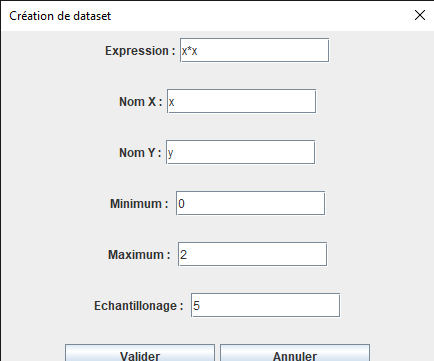 Création de dataset
Expression : x*x
Nom X : x
Nom Y : y
Minimum : 0
Maximum : 2
Echantillonage : 5
Valider Annuler